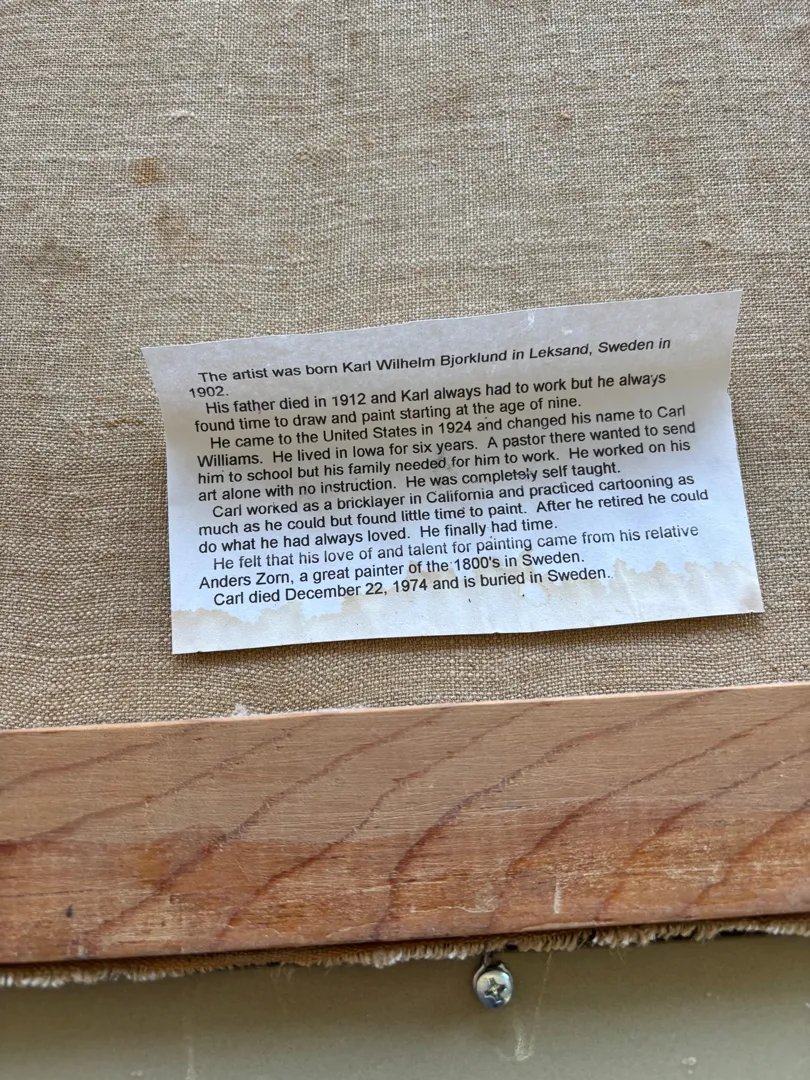 The artist was born Karl Wilhelm Bjorklund in Leksand, Sweden in
1902.
His father died in 1912 and Karl always had to work but he always
found time to draw and paint starting at the age of nine.
He came to the United States in 1924 and changed his name to Carl
Williams. He lived in Iowa for six years. A pastor there wanted to send
him to school but his family needed for him to work. He worked on his
art alone with no instruction. He was completely self taught.
Carl worked as a bricklayer in California and practiced cartooning as
much as he could but found little time to paint. After he retired he could
do what he had always loved. He finally had time.
He felt that his love of and talent for painting came from his relative
Anders Zorn, a great painter of the 1800's in Sweden.
Carl died December 22, 1974 and is buried in Sweden.